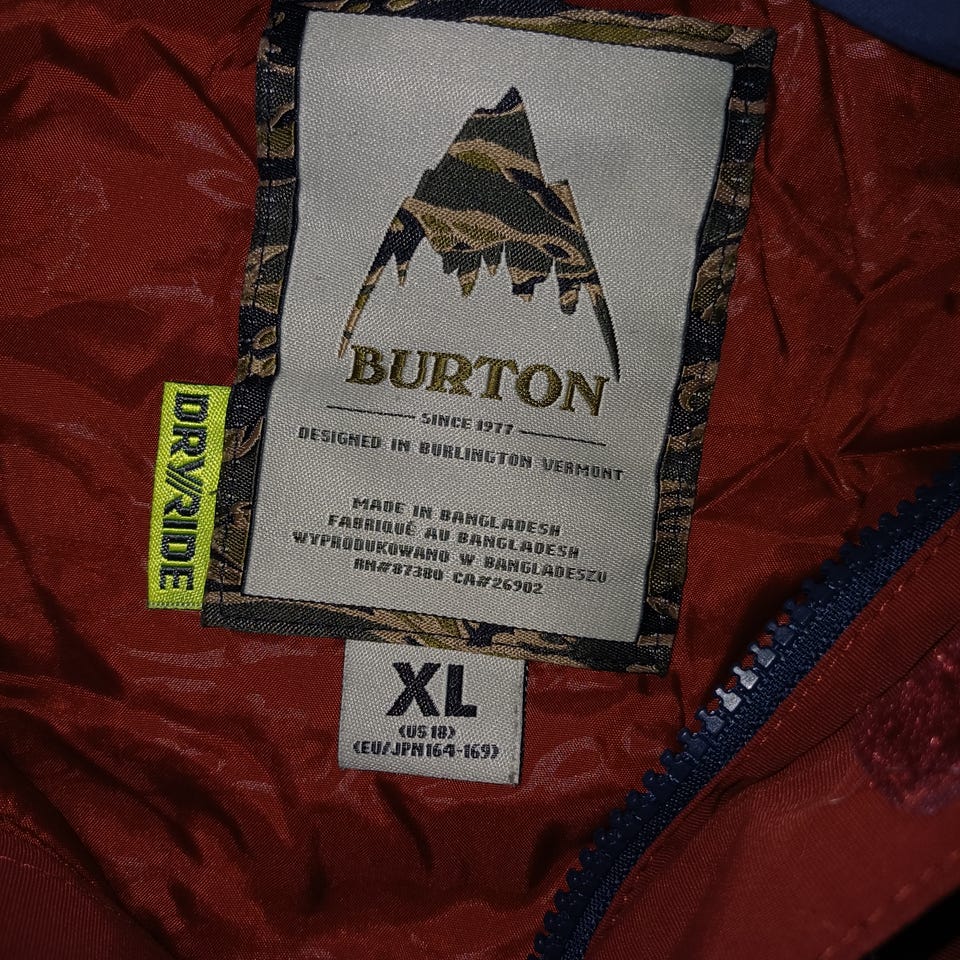 BURTON
SINCE 1977
DESIGNED IN BURLINGTON VERMONT
MADE IN BANGLADESH
FABRIQUÉ AU BANGLADESH
WYPRODUKOWANO W BANGLADESZU
RN#87380 CA#26902
DRY//RIDE
XL
(US 18)
(EU/JPN164-169)